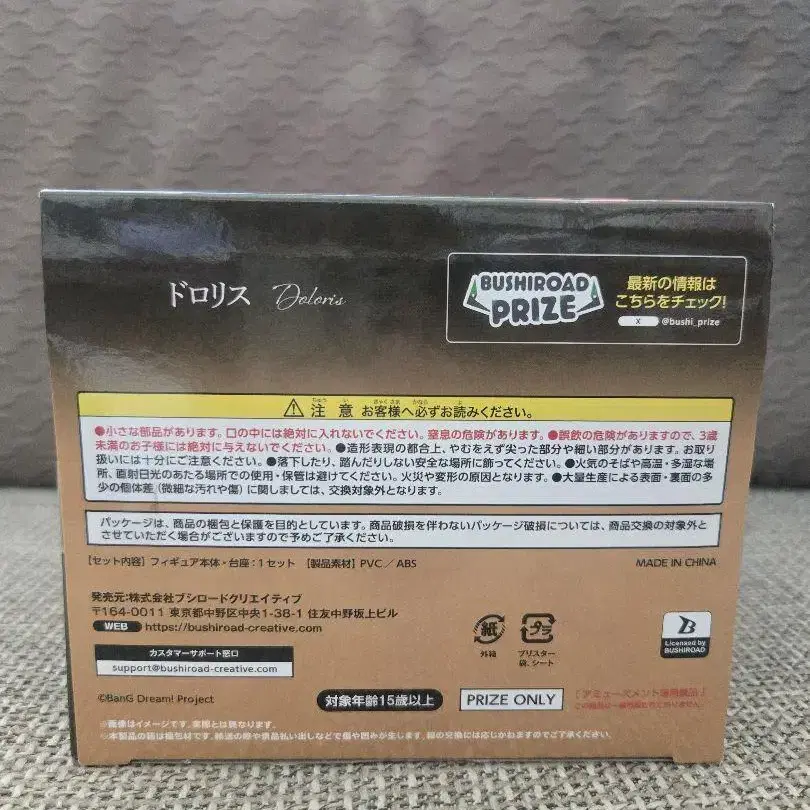 ドロリス Doloris
BUSHIROAD
PRIZE
最新の情報は
こちらをチェック!
X @bushi_prize
⚠ 注意 お客様へ必ずお読みください。
●小さな部品があります。口の中には絶対に入れないでください。窒息の危険があります。●誤飲の危険がありますので、3歳
未満のお子様には絶対に与えないでください。●造形表現の都合上、やむをえず尖った部分や細い部分があります。お取
り扱いには十分にご注意ください。●落下したり、踏んだりしない安全な場所に飾ってください。●火気のそばや高温・多湿な場
所、直射日光のあたる場所での使用・保管は避けてください。火災や変形の原因となります。●大量生産による表面・裏面の多
少の個体差(微細な汚れや傷)に関しましては、交換対象外となります。
パッケージは、商品の梱包と保護を目的としています。商品破損を伴わないパッケージ破損については、商品交換の対象外と
させていただく場合がございますので予めご了承ください。
【セット内容】フィギュア本体・台座:1セット 【製品素材】PVC/ABS MADE IN CHINA
発売元:株式会社ブシロードクリエイティブ
〒164-0011 東京都中野区中央1-38-1 住友中野坂上ビル
WEB https://bushiroad-creative.com
カスタマーサポート窓口
support@bushiroad-creative.com
紙
外箱
プラ
ブリスター
袋、シート
B
Licensed by
BUSHIROAD
©BanG Dream! Project
対象年齢15歳以上
PRIZE ONLY
[アミューズメント専用景品]
※画像はイメージです。実際とは異なります。